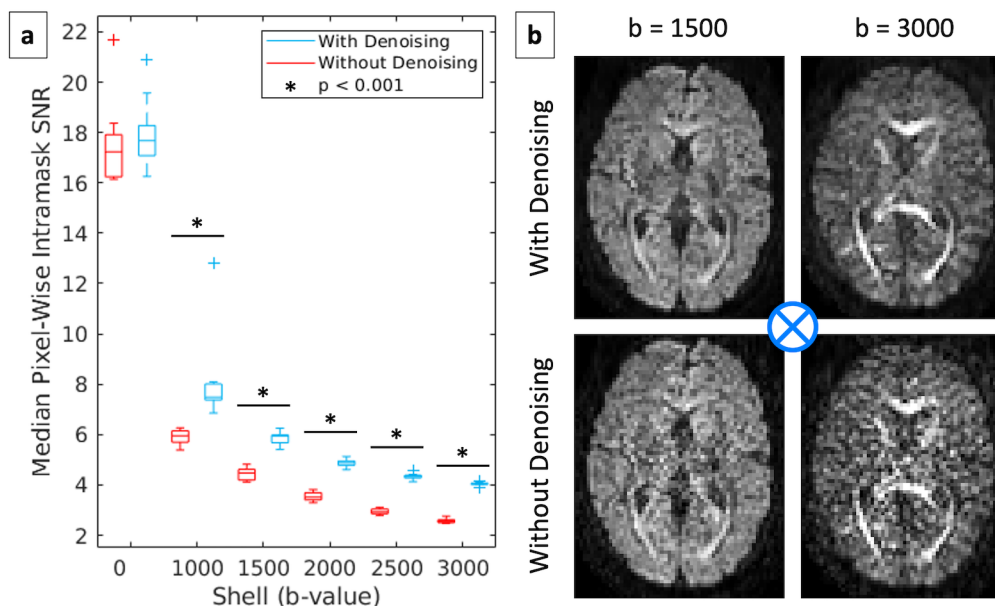 a
22
20
18
16
14
12
10
8
6
4
2
Median Pixel-Wise Intramask SNR
With Denoising
Without Denoising
* p < 0.001
*
*
*
*
*
0 1000 1500 2000 2500 3000
Shell (b-value)
b
b = 1500 b = 3000
With Denoising
Without Denoising